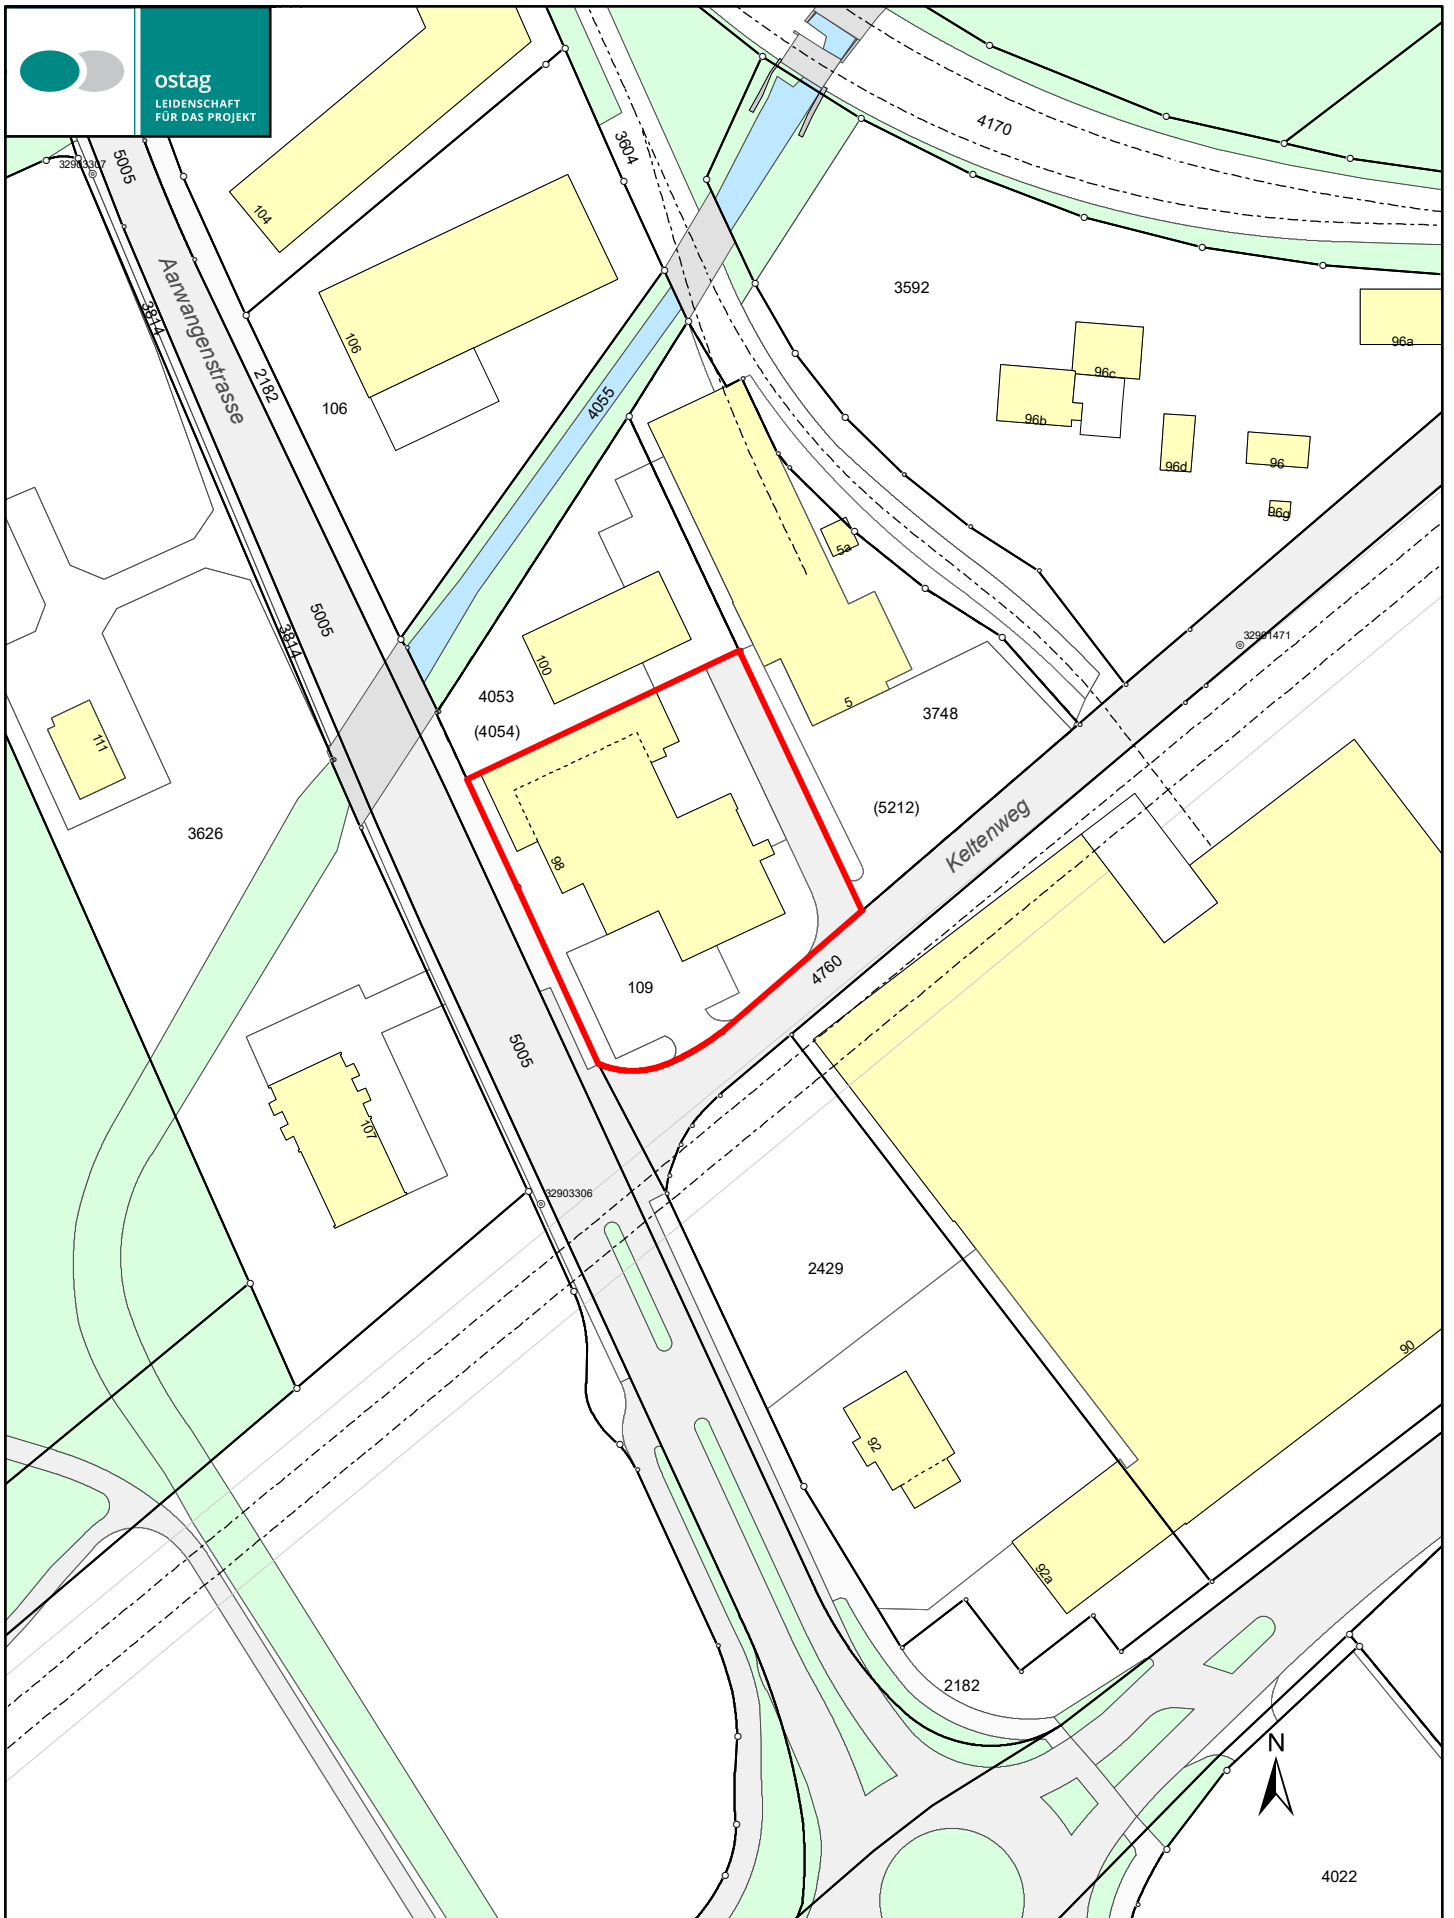 ostag
LEIDENSCHAFT
FÜR DAS PROJEKT
32903307
5005
104
3604
4170
Aarwangenstrasse
3814
2182
106
106
4055
3592
96a
96c
96b
96d
96
96g
5a
32901471
5005
3814
100
4053
(4054)
5
3748
111
3626
98
(5212)
Keltenweg
109
4760
5005
107
32903306
2429
90
92
92a
2182
N
4022